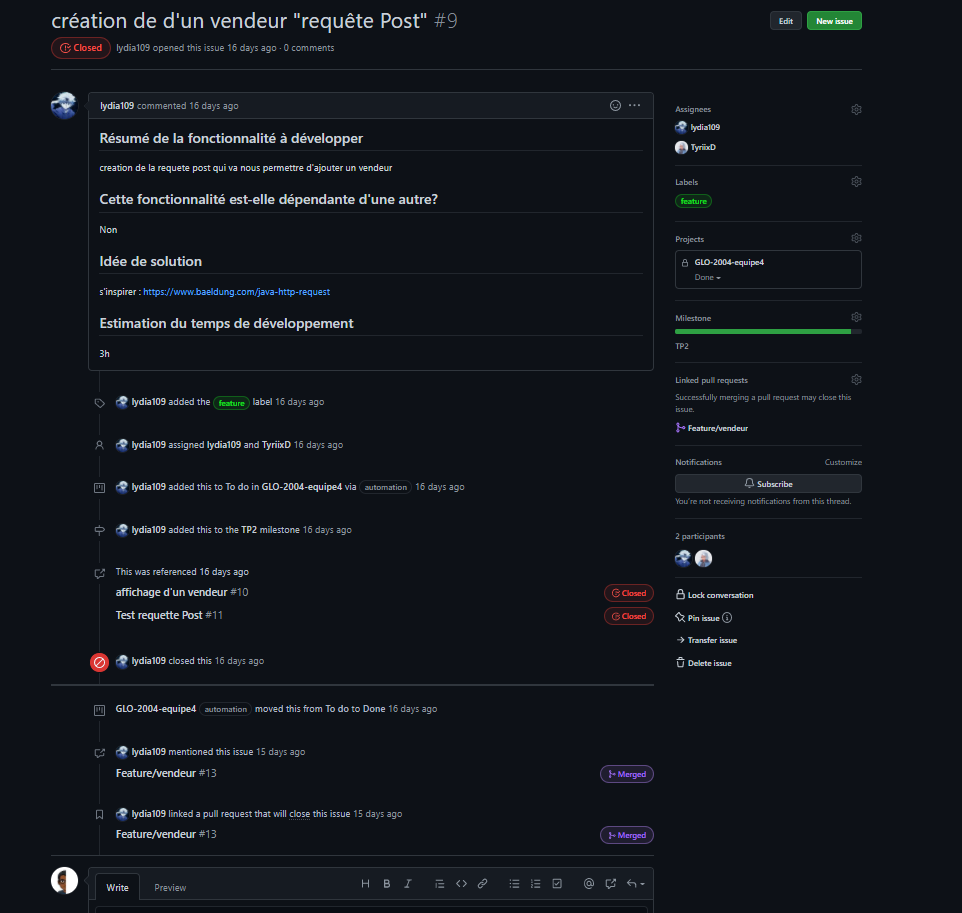 création de d'un vendeur "requête Post" #9
Edit
New issue
Closed
lydia109 opened this issue 16 days ago · 0 comments
lydia109 commented 16 days ago
Résumé de la fonctionnalité à développer
creation de la requete post qui va nous permettre d'ajouter un vendeur
Cette fonctionalité est-elle dépendante d'une autre?
Non
Idée de solution
s'inspirer : https://www.baeldung.com/java-http-request
Estimation du temps de développement
3h
lydia109 added the feature label 16 days ago
lydia109 assigned lydia109 and TyriixD 16 days ago
lydia109 added this to To do in GLO-2004-equipe4 via automation 16 days ago
lydia109 added this to the TP2 milestone 16 days ago
This was referenced 16 days ago
affichage d'un vendeur #10
Closed
Test requette Post #11
Closed
lydia109 closed this 16 days ago
GLO-2004-equipe4 automation moved this from To do to Done 16 days ago
lydia109 mentioned this issue 15 days ago
Feature/vendeur #13
Merged
lydia109 linked a pull request that will close this issue 15 days ago
Feature/vendeur #13
Merged
Write
Preview
Assignees
lydia109
TyriixD
Labels
feature
Projects
GLO-2004-equipe4
Done
Milestone
TP2
Linked pull requests
Successfully merging a pull request may close this
issue.
Feature/vendeur
Notifications
Customize
Subscribe
You're not receiving notifications from this thread.
2 participants
Lock conversation
Pin issue
Transfer issue
Delete issue